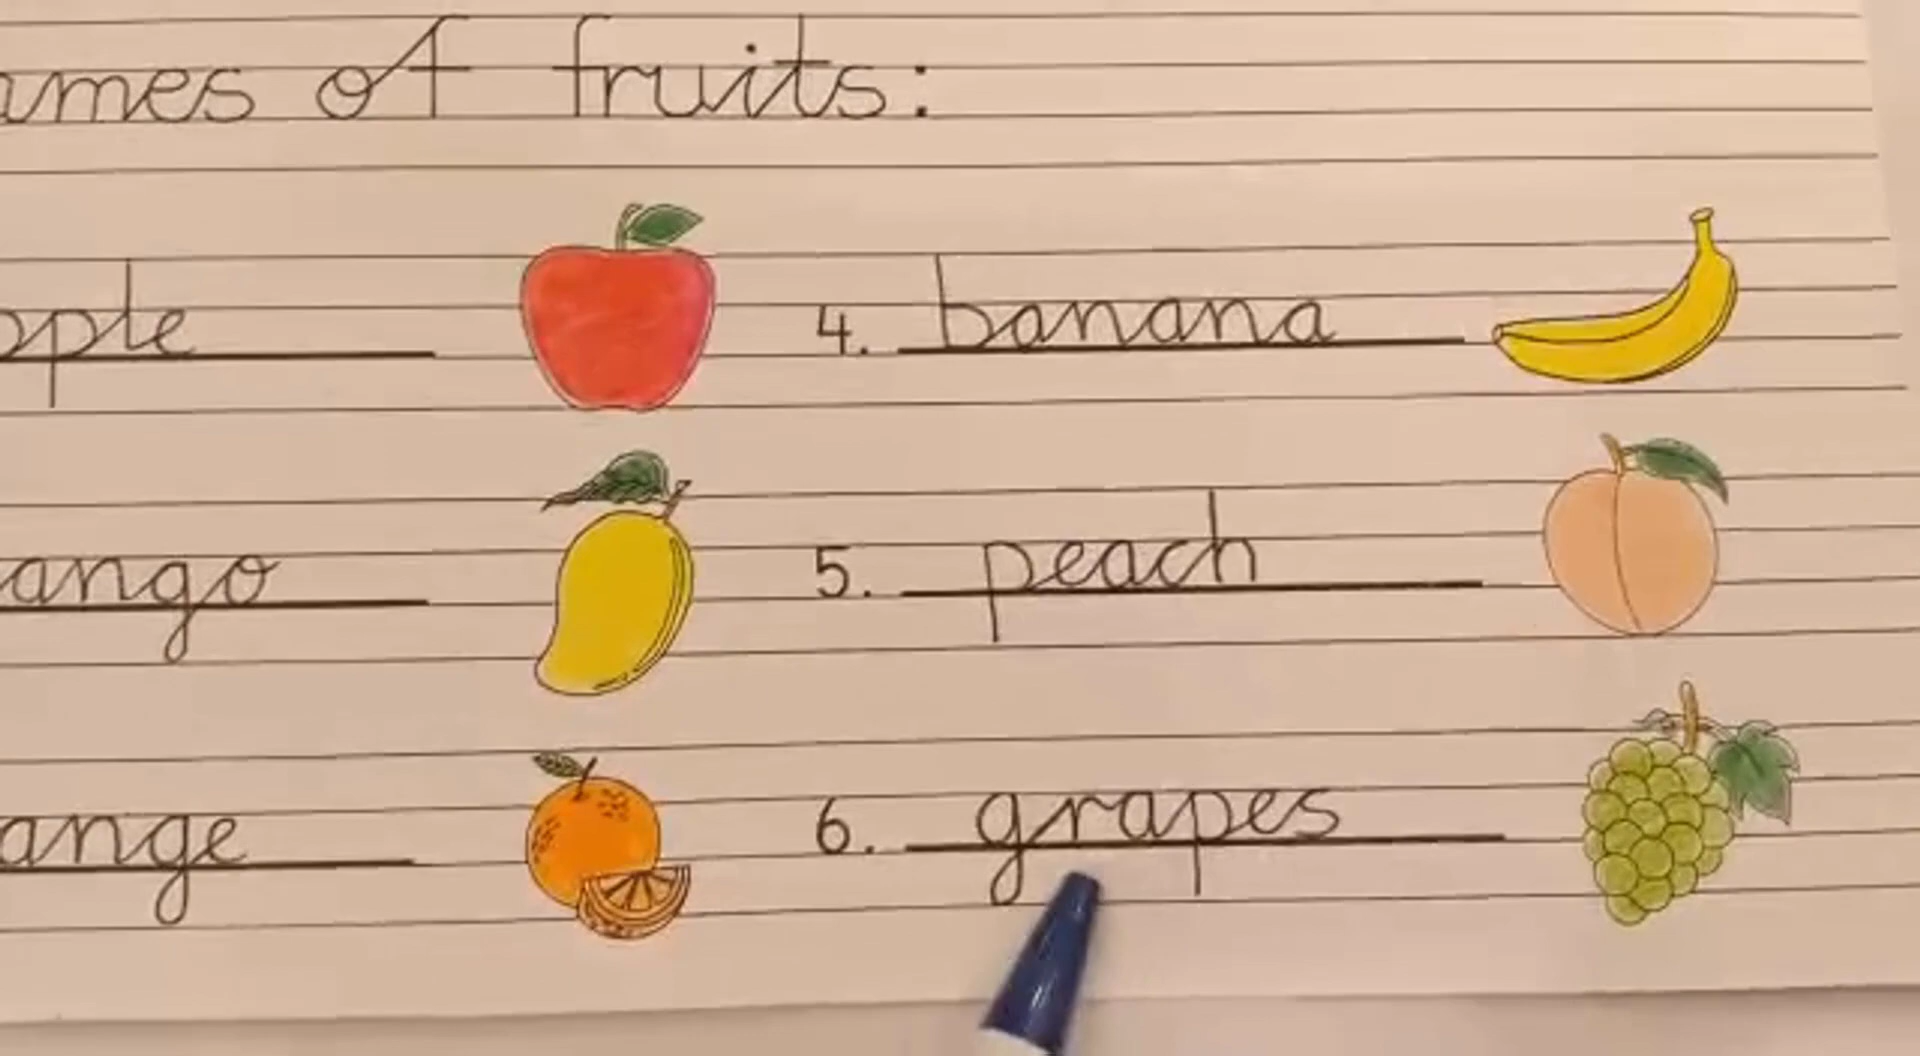 ames of fruits:
pple 4. banana
ango 5. peach
ange 6. grapes